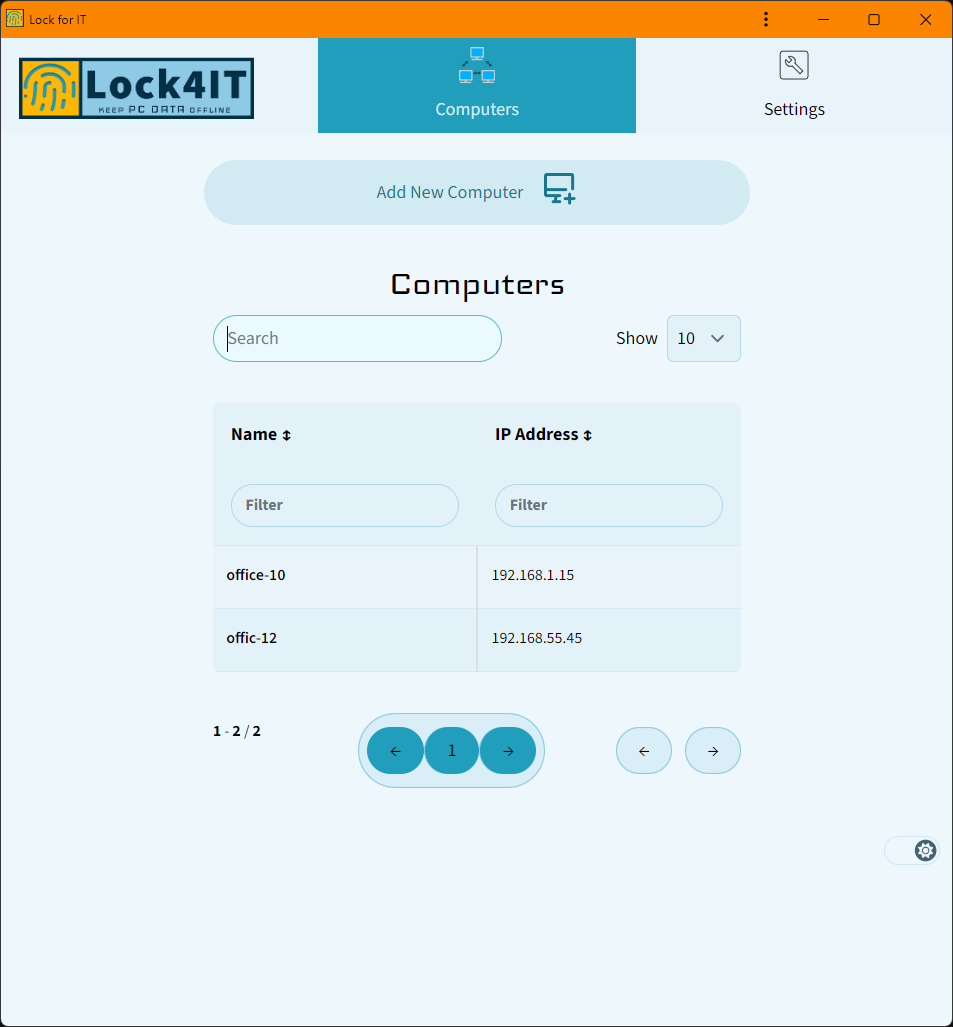 Lock for IT
Lock4IT
KEEP PC DATA OFFLINE
Computers
Settings
Add New Computer
Computers
Search
Show 10
Name IP Address
Filter Filter
office-10 192.168.1.15
offic-12 192.168.55.45
1 - 2 / 2
1